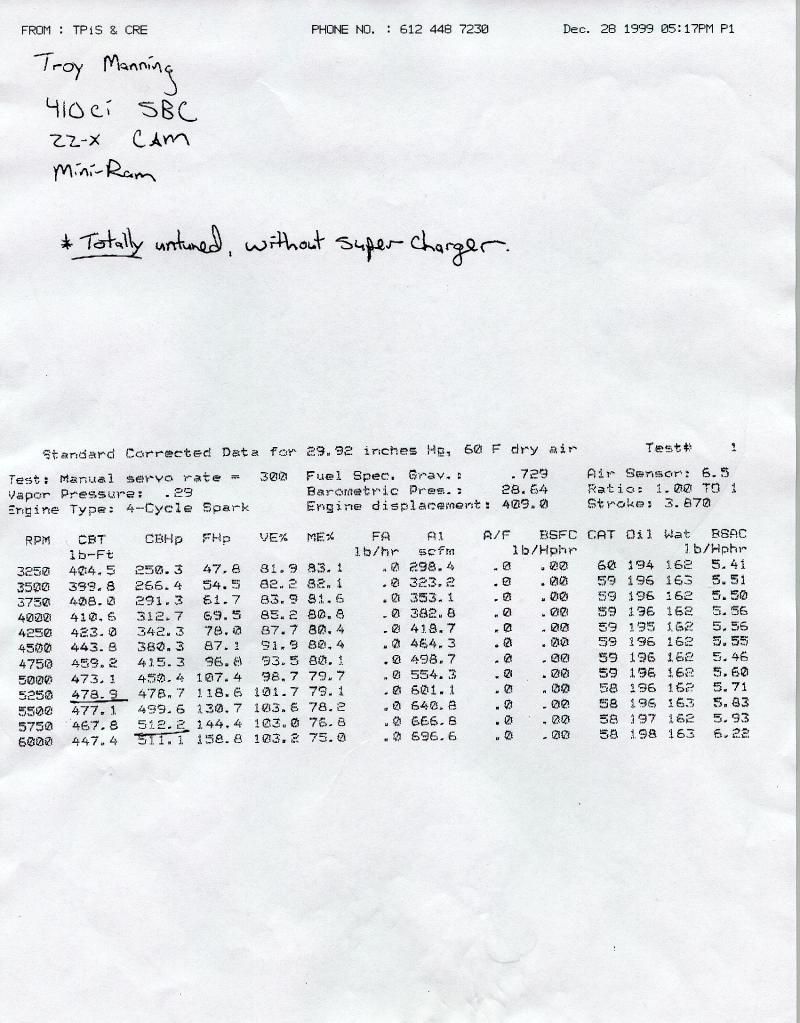 FROM : TPiS & CRE PHONE NO. : 612 448 7230 Dec. 28 1999 05:17PM P1
Troy Manning
410ci SBC
ZZ-X CAM
Mini-Ram
* Totally untuned, without super charger.
Standard Corrected Data for 29.92 inches Hg, 60 F dry air Test# 1
Test: Manual servo rate = 300 Fuel Spec. Grav.: .729 Air Sensor: 6.5
Vapor Pressure: .29 Barometric Pres.: 28.64 Ratio: 1.00 TO 1
Engine Type: 4-Cycle Spark Engine displacement: 409.0 Stroke: 3.870
RPM CBT CBHp FHp VE% ME% FA A1 A/F BSFC CAT Oil Wat BSAC
lb-Ft lb/hr scfm lb/Hphr lb/Hphr
3250 404.5 250.3 47.8 81.9 83.1 .0 298.4 .0 .00 60 194 162 5.41
3500 399.8 266.4 54.5 82.2 82.1 .0 323.2 .0 .00 59 196 163 5.51
3750 408.0 291.3 61.7 83.9 81.6 .0 353.1 .0 .00 59 196 162 5.50
4000 410.6 312.7 69.5 85.2 80.8 .0 382.8 .0 .00 59 196 162 5.56
4250 423.0 342.3 78.0 87.7 80.4 .0 418.7 .0 .00 59 195 162 5.56
4500 443.8 380.3 87.1 91.9 80.4 .0 464.3 .0 .00 59 196 163 5.55
4750 459.2 415.3 96.8 93.5 80.1 .0 498.7 .0 .00 59 196 162 5.46
5000 473.1 450.4 107.4 98.7 79.7 .0 554.3 .0 .00 59 196 162 5.60
5250 478.9 478.7 118.6 101.7 79.1 .0 601.1 .0 .00 58 196 162 5.71
5500 477.1 499.6 130.7 103.6 78.2 .0 640.8 .0 .00 58 196 163 5.83
5750 467.8 512.2 144.4 103.0 76.8 .0 666.8 .0 .00 58 197 162 5.93
6000 447.4 511.1 158.8 103.2 75.0 .0 696.6 .0 .00 58 198 163 6.22